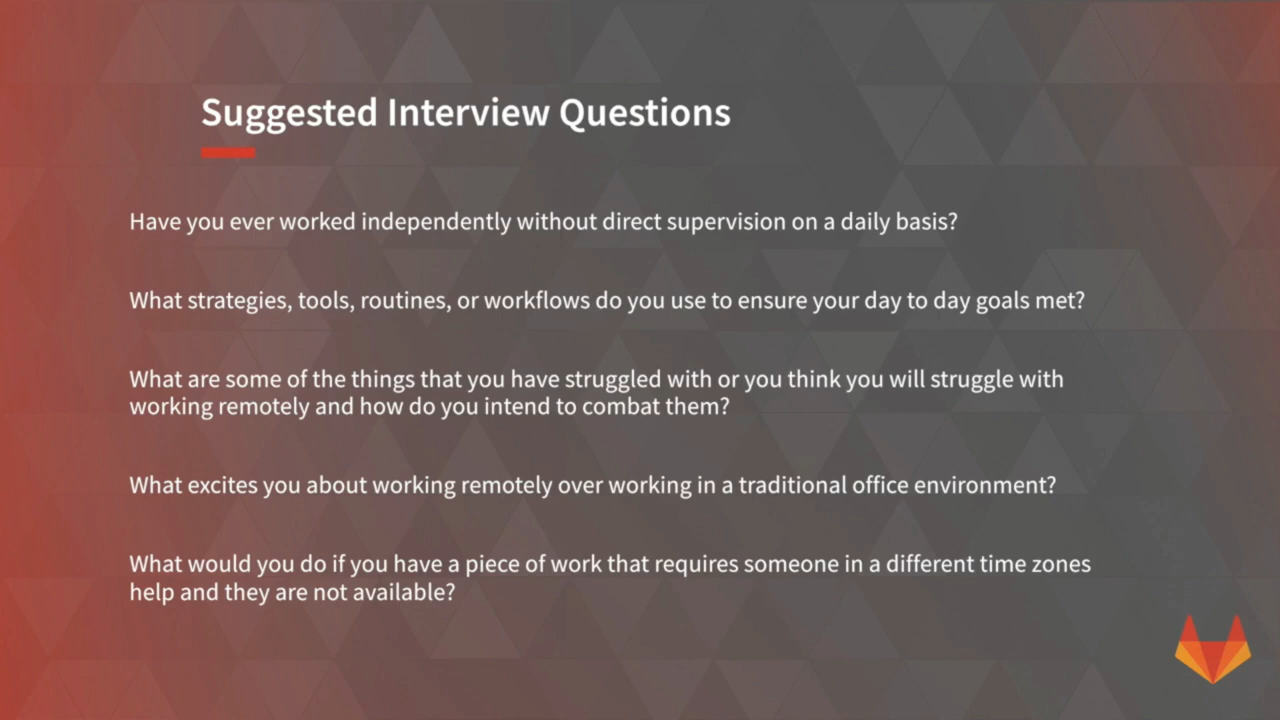 Suggested Interview Questions
Have you ever worked independently without direct supervision on a daily basis?
What strategies, tools, routines, or workflows do you use to ensure your day to day goals met?
What are some of the things that you have struggled with or you think you will struggle with
working remotely and how do you intend to combat them?
What excites you about working remotely over working in a traditional office environment?
What would you do if you have a piece of work that requires someone in a different time zones
help and they are not available?